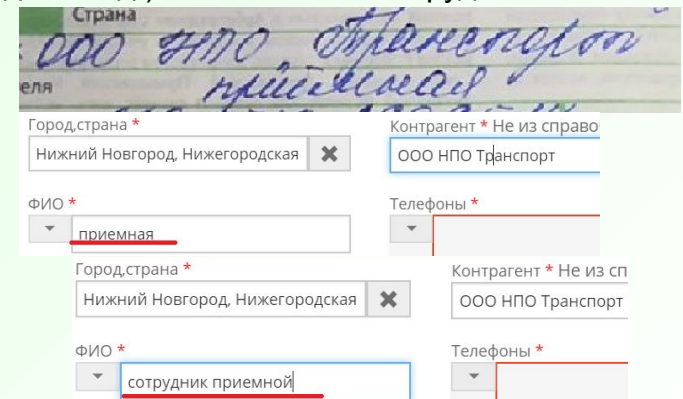 Страна
ООО НПО Транспорт
еля приёмная
Город,страна * Контрагент * Не из справо
Нижний Новгород, Нижегородская ✖ ООО НПО Транспорт
ФИО * Телефоны *
приемная
Город,страна * Контрагент * Не из сп
Нижний Новгород, Нижегородская ✖ ООО НПО Транспорт
ФИО * Телефоны *
сотрудник приемной